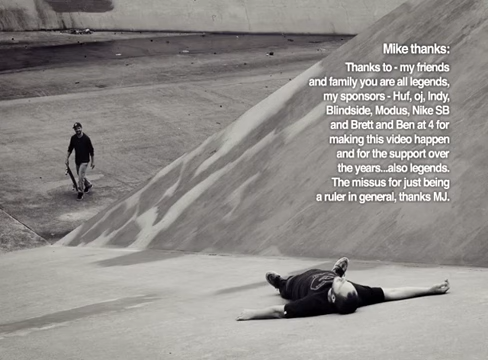 Mike thanks:
Thanks to - my friends
and family you are all legends,
my sponsors - Huf, oj, Indy,
Blindside, Modus, Nike SB
and Brett and Ben at 4 for
making this video happen
and for the support over
the years...also legends.
The missus for just being
a ruler in general, thanks MJ.